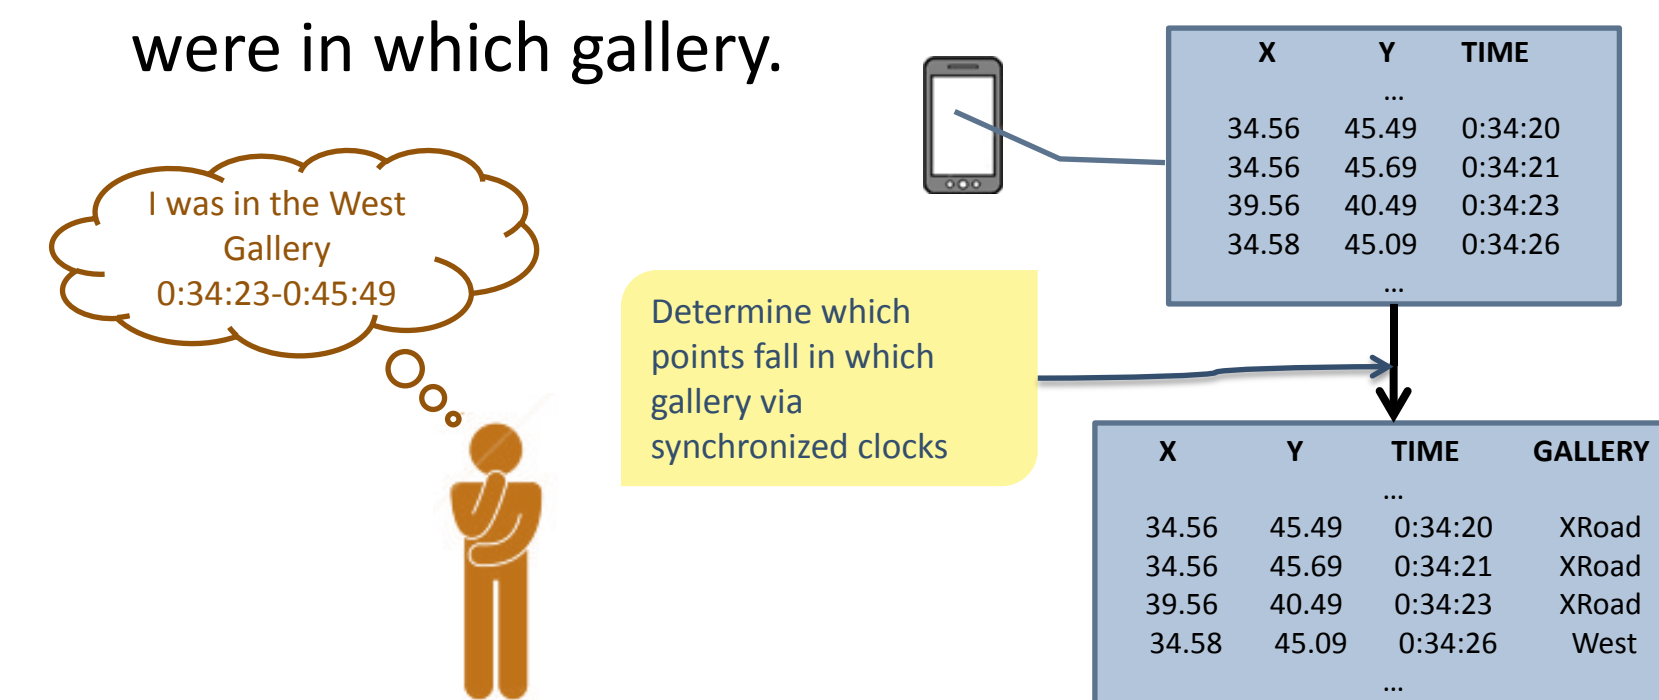 were in which gallery.
I was in the West
Gallery
0:34:23-0:45:49
X Y TIME
...
34.56 45.49 0:34:20
34.56 45.69 0:34:21
39.56 40.49 0:34:23
34.58 45.09 0:34:26
...
Determine which
points fall in which
gallery via
synchronized clocks
X Y TIME GALLERY
...
34.56 45.49 0:34:20 XRoad
34.56 45.69 0:34:21 XRoad
39.56 40.49 0:34:23 XRoad
34.58 45.09 0:34:26 West
...